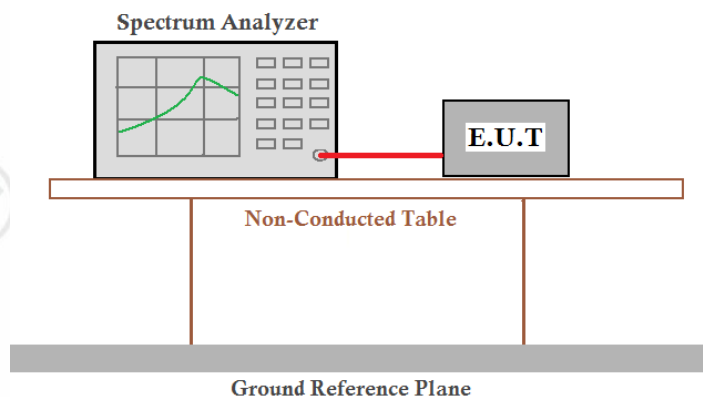 Spectrum Analyzer
E.U.T
Non-Conducted Table
Ground Reference Plane